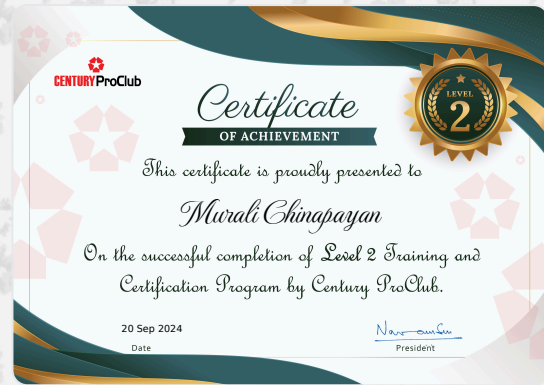 CENTURY ProClub
LEVEL
2
Certificate
OF ACHIEVEMENT
This certificate is proudly presented to
Murali Chinapayan
On the successful completion of Level 2 Training and
Certification Program by Century ProClub.
20 Sep 2024
Date
President